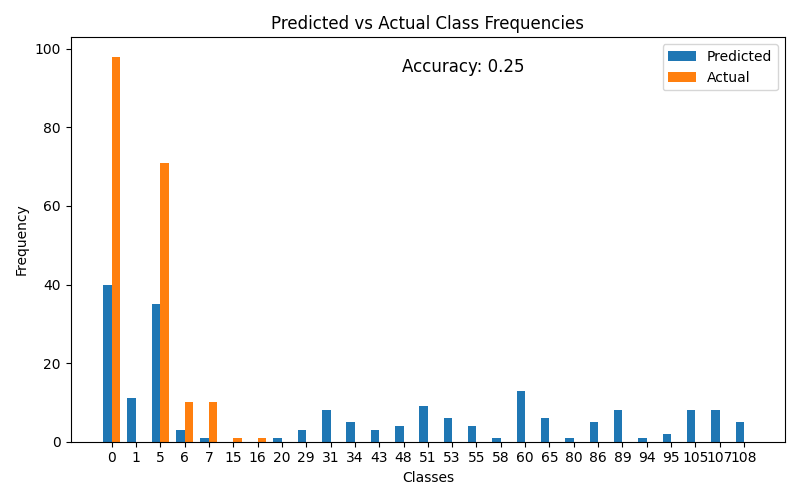 Predicted vs Actual Class Frequencies
Accuracy: 0.25
Predicted
Actual
100
80
60
40
20
0
Frequency
0 1 5 6 7 15 16 20 29 31 34 43 48 51 53 55 58 60 65 80 86 89 94 95 105 107 108
Classes